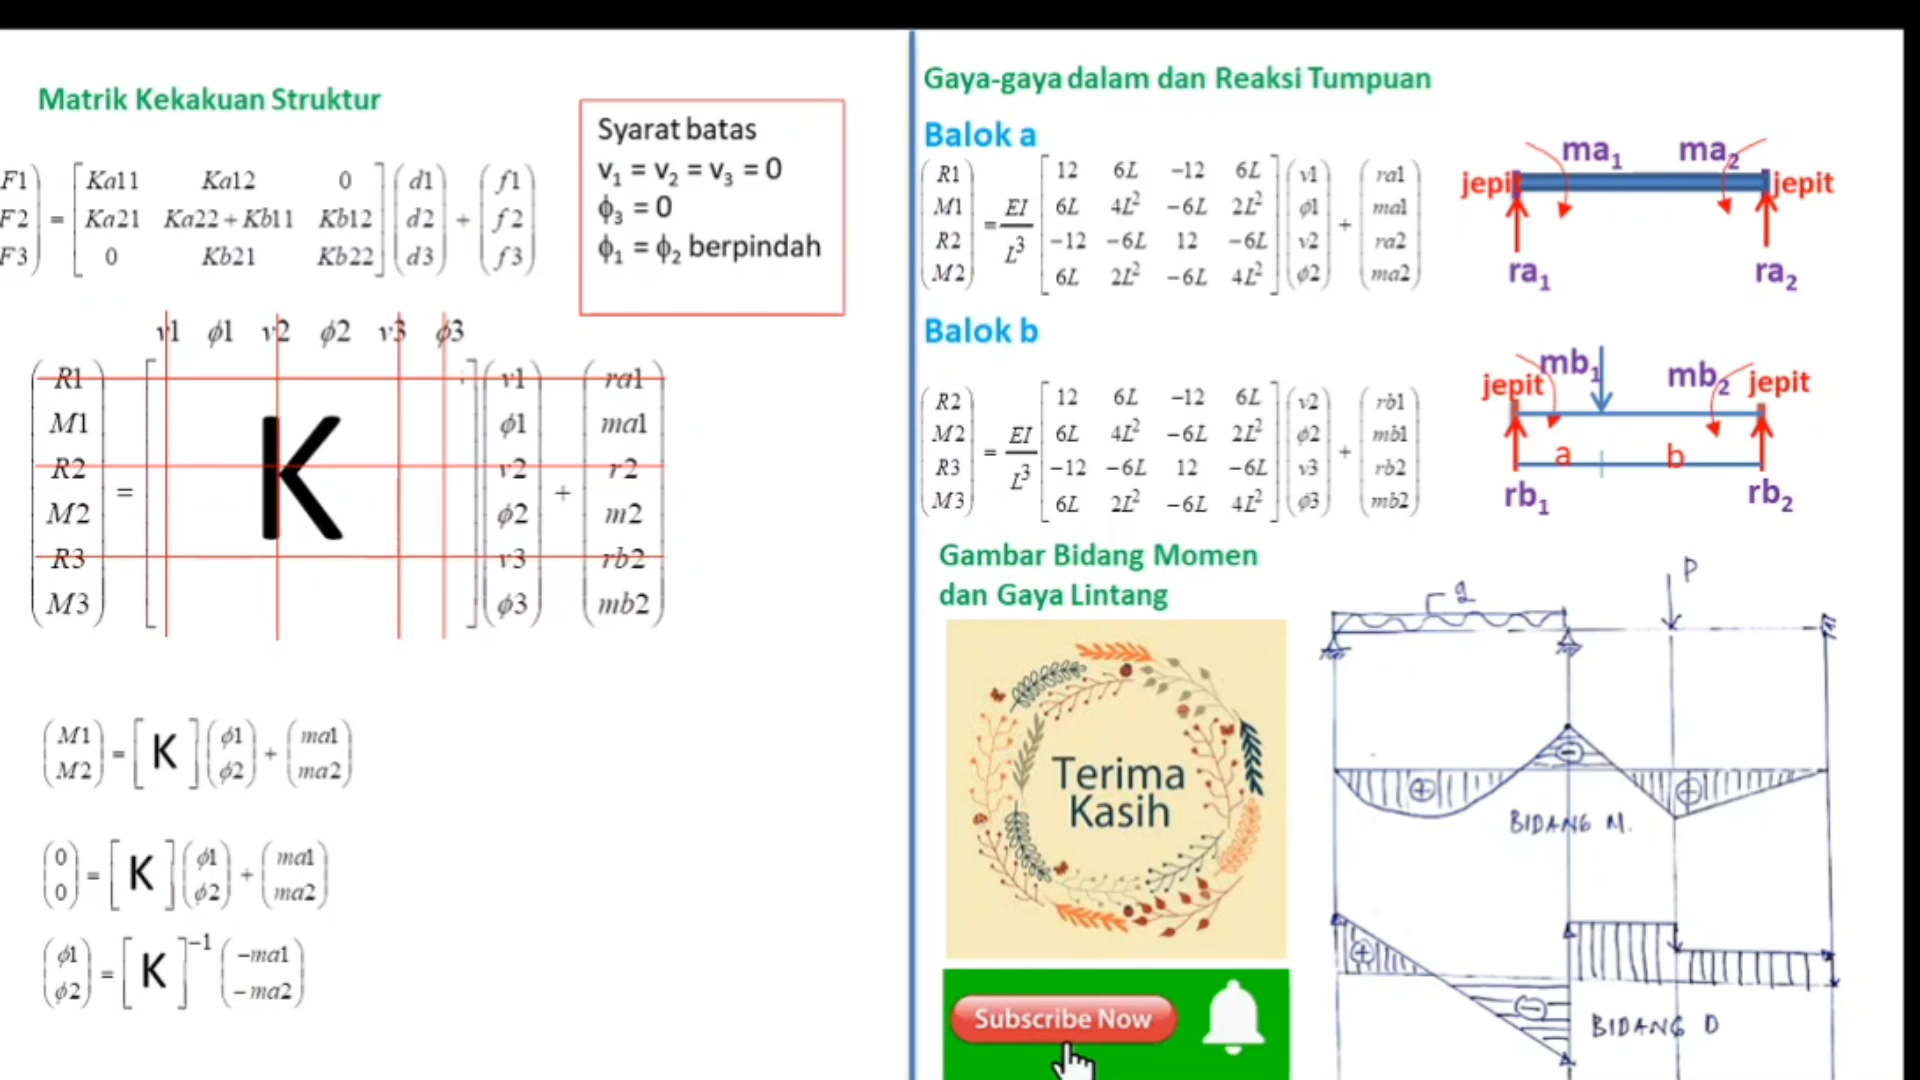 Matrik Kekakuan Struktur
F1 Ka11 Ka12 0 d1 f1
F2 = Ka21 Ka22 + Kb11 Kb12 d2 + f2
F3 0 Kb21 Kb22 d3 f3
Syarat batas
v₁ = v₂ = v₃ = 0
ϕ₃ = 0
ϕ₁ = ϕ₂ berpindah
v1 ϕ1 v2 ϕ2 v3 ϕ3
R1 v1 ra1
M1 ϕ1 ma1
R2 v2 r2
= K +
M2 ϕ2 m2
R3 v3 rb2
M3 ϕ3 mb2
M1 ϕ1 ma1
= [ K ] +
M2 ϕ2 ma2
0 ϕ1 ma1
= [ K ] +
0 ϕ2 ma2
ϕ1 −ma1
= [ K ]⁻¹
ϕ2 −ma2
Gaya-gaya dalam dan Reaksi Tumpuan
Balok a
R1 12 6L −12 6L v1 ra1
M1 6L 4L² −6L 2L² ϕ1 ma1
= EI/L³ +
R2 −12 −6L 12 −6L v2 ra2
M2 6L 2L² −6L 4L² ϕ2 ma2
ma₁ ma₂
jepit jepit
ra₁ ra₂
Balok b
R2 12 6L −12 6L v2 rb1
M2 6L 4L² −6L 2L² ϕ2 mb1
= EI/L³ +
R3 −12 −6L 12 −6L v3 rb2
M3 6L 2L² −6L 4L² ϕ3 mb2
mb₁ mb₂
jepit jepit
a b
rb₁ rb₂
Gambar Bidang Momen
dan Gaya Lintang
q P
− + +
BIDANG M.
+ −
BIDANG D
Terima
Kasih
Subscribe Now